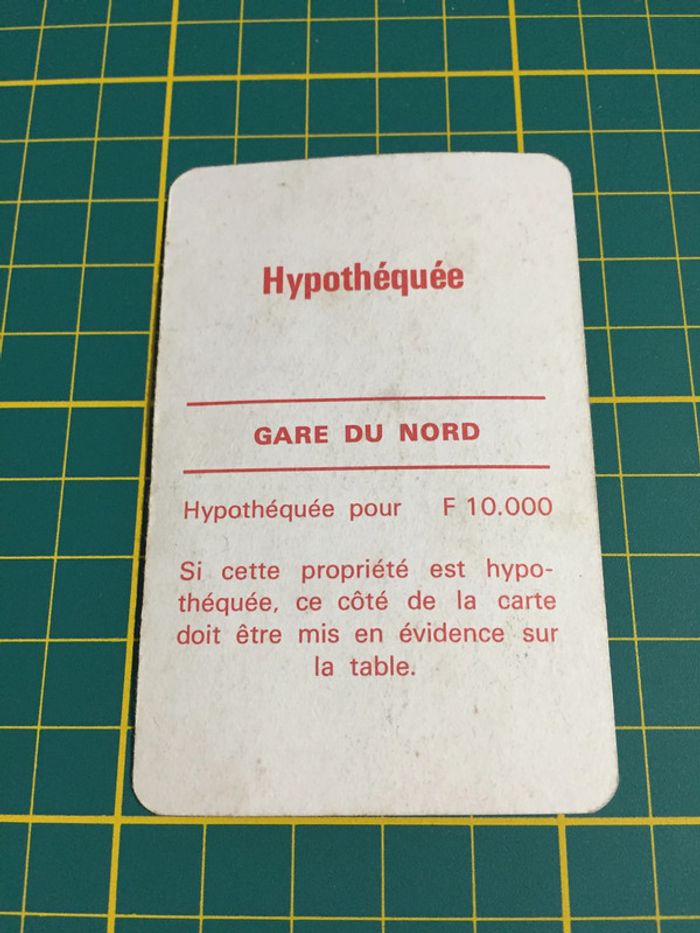 Hypothéquée
GARE DU NORD
Hypothéquée pour F 10.000
Si cette propriété est hypo-
théquée, ce côté de la carte
doit être mis en évidence sur
la table.